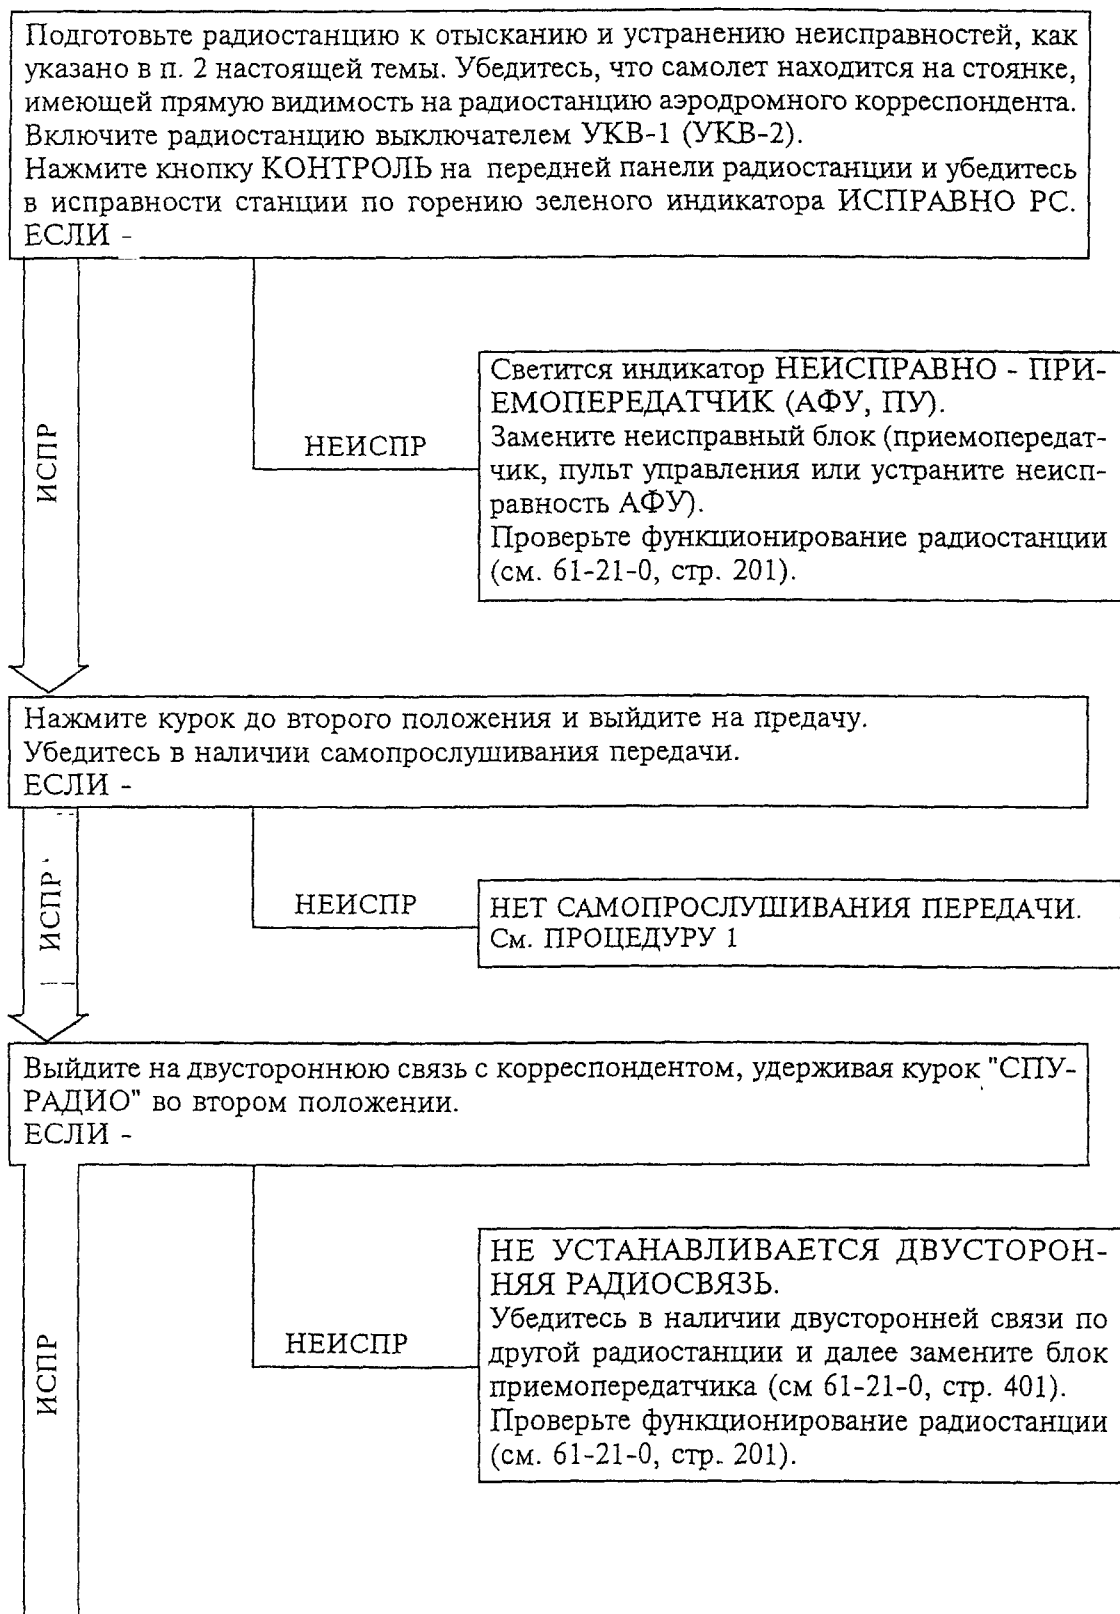 Подготовьте радиостанцию к отысканию и устранению неисправностей, как
указано в п. 2 настоящей темы. Убедитесь, что самолет находится на стоянке,
имеющей прямую видимость на радиостанцию аэродромного корреспондента.
Включите радиостанцию выключателем УКВ-1 (УКВ-2).
Нажмите кнопку КОНТРОЛЬ на передней панели радиостанции и убедитесь
в исправности станции по горению зеленого индикатора ИСПРАВНО РС.
ЕСЛИ -
ИСПР
НЕИСПР
Светится индикатор НЕИСПРАВНО - ПРИ-
ЕМОПЕРЕДАТЧИК (АФУ, ПУ).
Замените неисправный блок (приемопередат-
чик, пульт управления или устраните неисп-
равность АФУ).
Проверьте функционирование радиостанции
(см. 61-21-0, стр. 201).
Нажмите курок до второго положения и выйдите на предачу.
Убедитесь в наличии самопрослушивания передачи.
ЕСЛИ -
ИСПР
НЕИСПР
НЕТ САМОПРОСЛУШИВАНИЯ ПЕРЕДАЧИ.
См. ПРОЦЕДУРУ 1
Выйдите на двустороннюю связь с корреспондентом, удерживая курок "СПУ-
РАДИО" во втором положении.
ЕСЛИ -
ИСПР
НЕИСПР
НЕ УСТАНАВЛИВАЕТСЯ ДВУСТОРОН-
НЯЯ РАДИОСВЯЗЬ.
Убедитесь в наличии двусторонней связи по
другой радиостанции и далее замените блок
приемопередатчика (см 61-21-0, стр. 401).
Проверьте функционирование радиостанции
(см. 61-21-0, стр. 201).